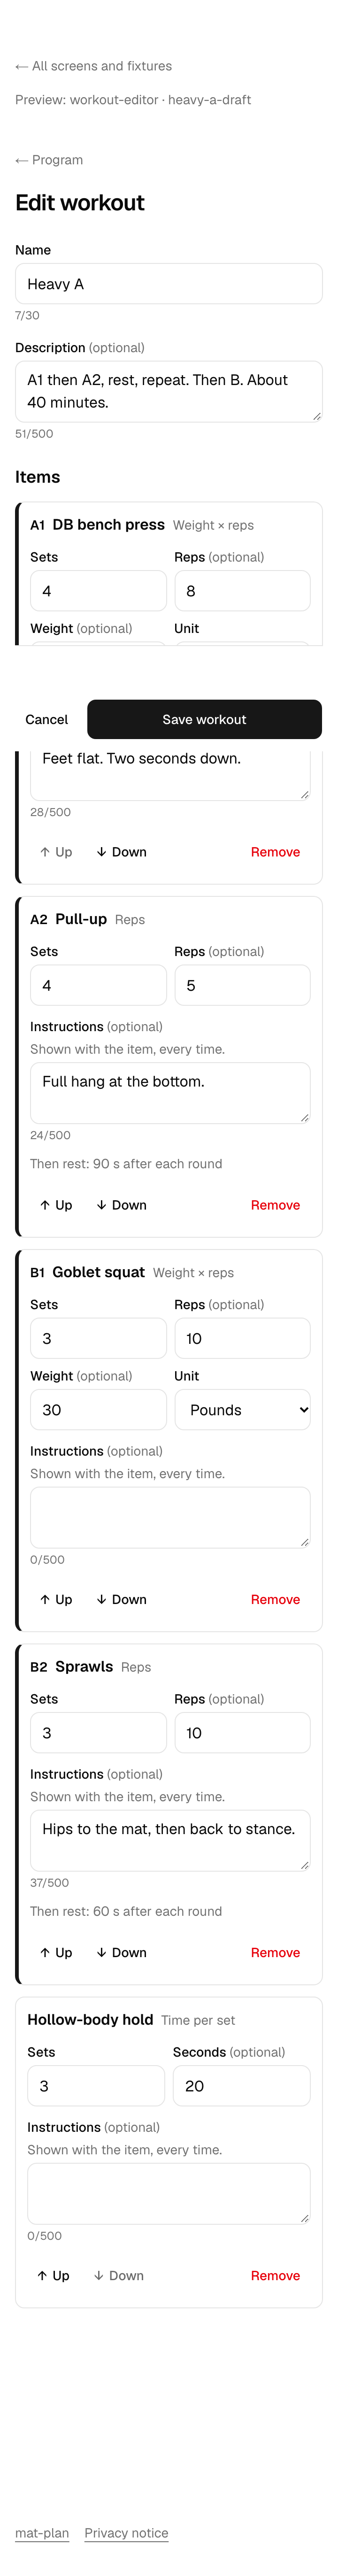 ← All screens and fixtures
Preview: workout-editor · heavy-a-draft
← Program
Edit workout
Name
Heavy A
7/30
Description (optional)
A1 then A2, rest, repeat. Then B. About
40 minutes.
51/500
Items
A1 DB bench press Weight × reps
Sets Reps (optional)
4 8
Weight (optional) Unit
Cancel Save workout
Feet flat. Two seconds down.
28/500
↑ Up ↓ Down Remove
A2 Pull-up Reps
Sets Reps (optional)
4 5
Instructions (optional)
Shown with the item, every time.
Full hang at the bottom.
24/500
Then rest: 90 s after each round
↑ Up ↓ Down Remove
B1 Goblet squat Weight × reps
Sets Reps (optional)
3 10
Weight (optional) Unit
30 Pounds
Instructions (optional)
Shown with the item, every time.
0/500
↑ Up ↓ Down Remove
B2 Sprawls Reps
Sets Reps (optional)
3 10
Instructions (optional)
Shown with the item, every time.
Hips to the mat, then back to stance.
37/500
Then rest: 60 s after each round
↑ Up ↓ Down Remove
Hollow-body hold Time per set
Sets Seconds (optional)
3 20
Instructions (optional)
Shown with the item, every time.
0/500
↑ Up ↓ Down Remove
mat-plan Privacy notice